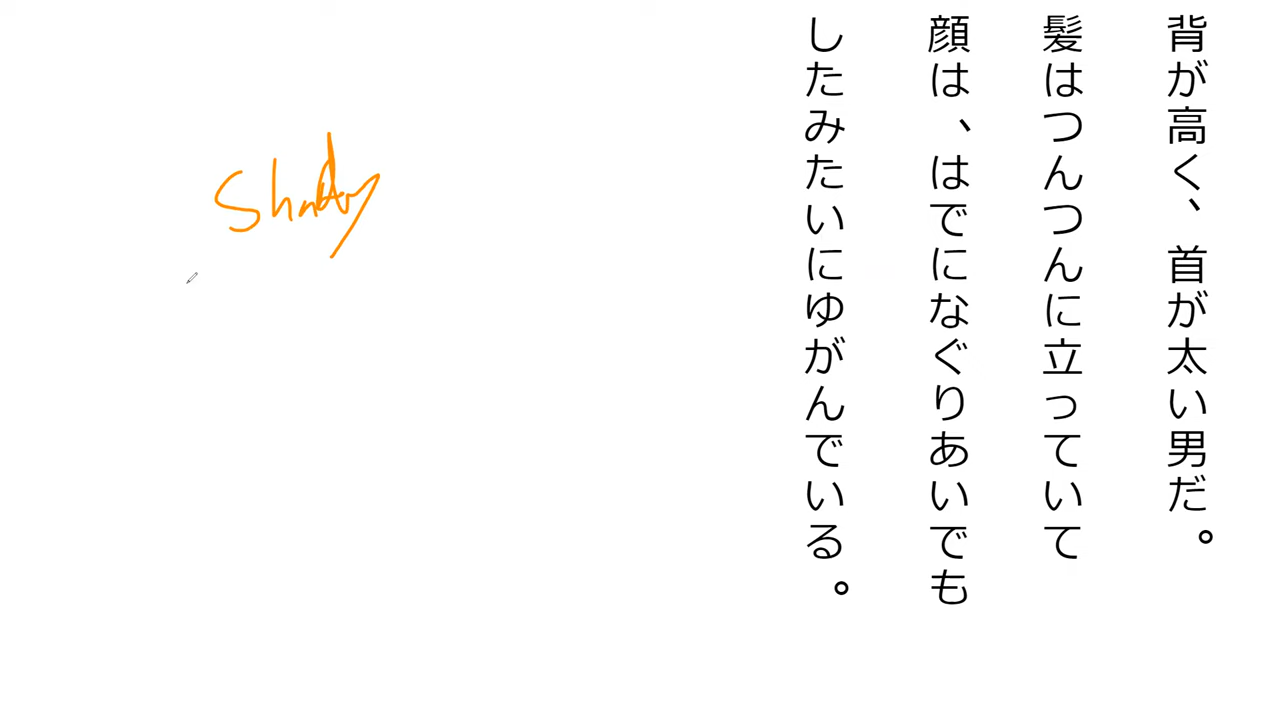 背が高く、首が太い男だ。
髪はつんつんに立っていて
顔は、はでになぐりあいでも
したみたいにゆがんでいる。